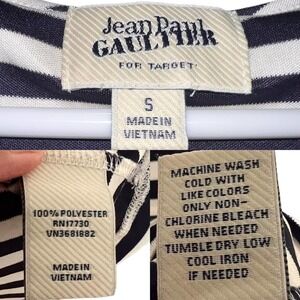 Jean Paul
GAULTIER
FOR TARGET
S
MADE IN
VIETNAM
100% POLYESTER
RN17730
VN3681882
MADE IN
VIETNAM
MACHINE WASH
COLD WITH
LIKE COLORS
ONLY NON-
CHLORINE BLEACH
WHEN NEEDED
TUMBLE DRY LOW
COOL IRON
IF NEEDED